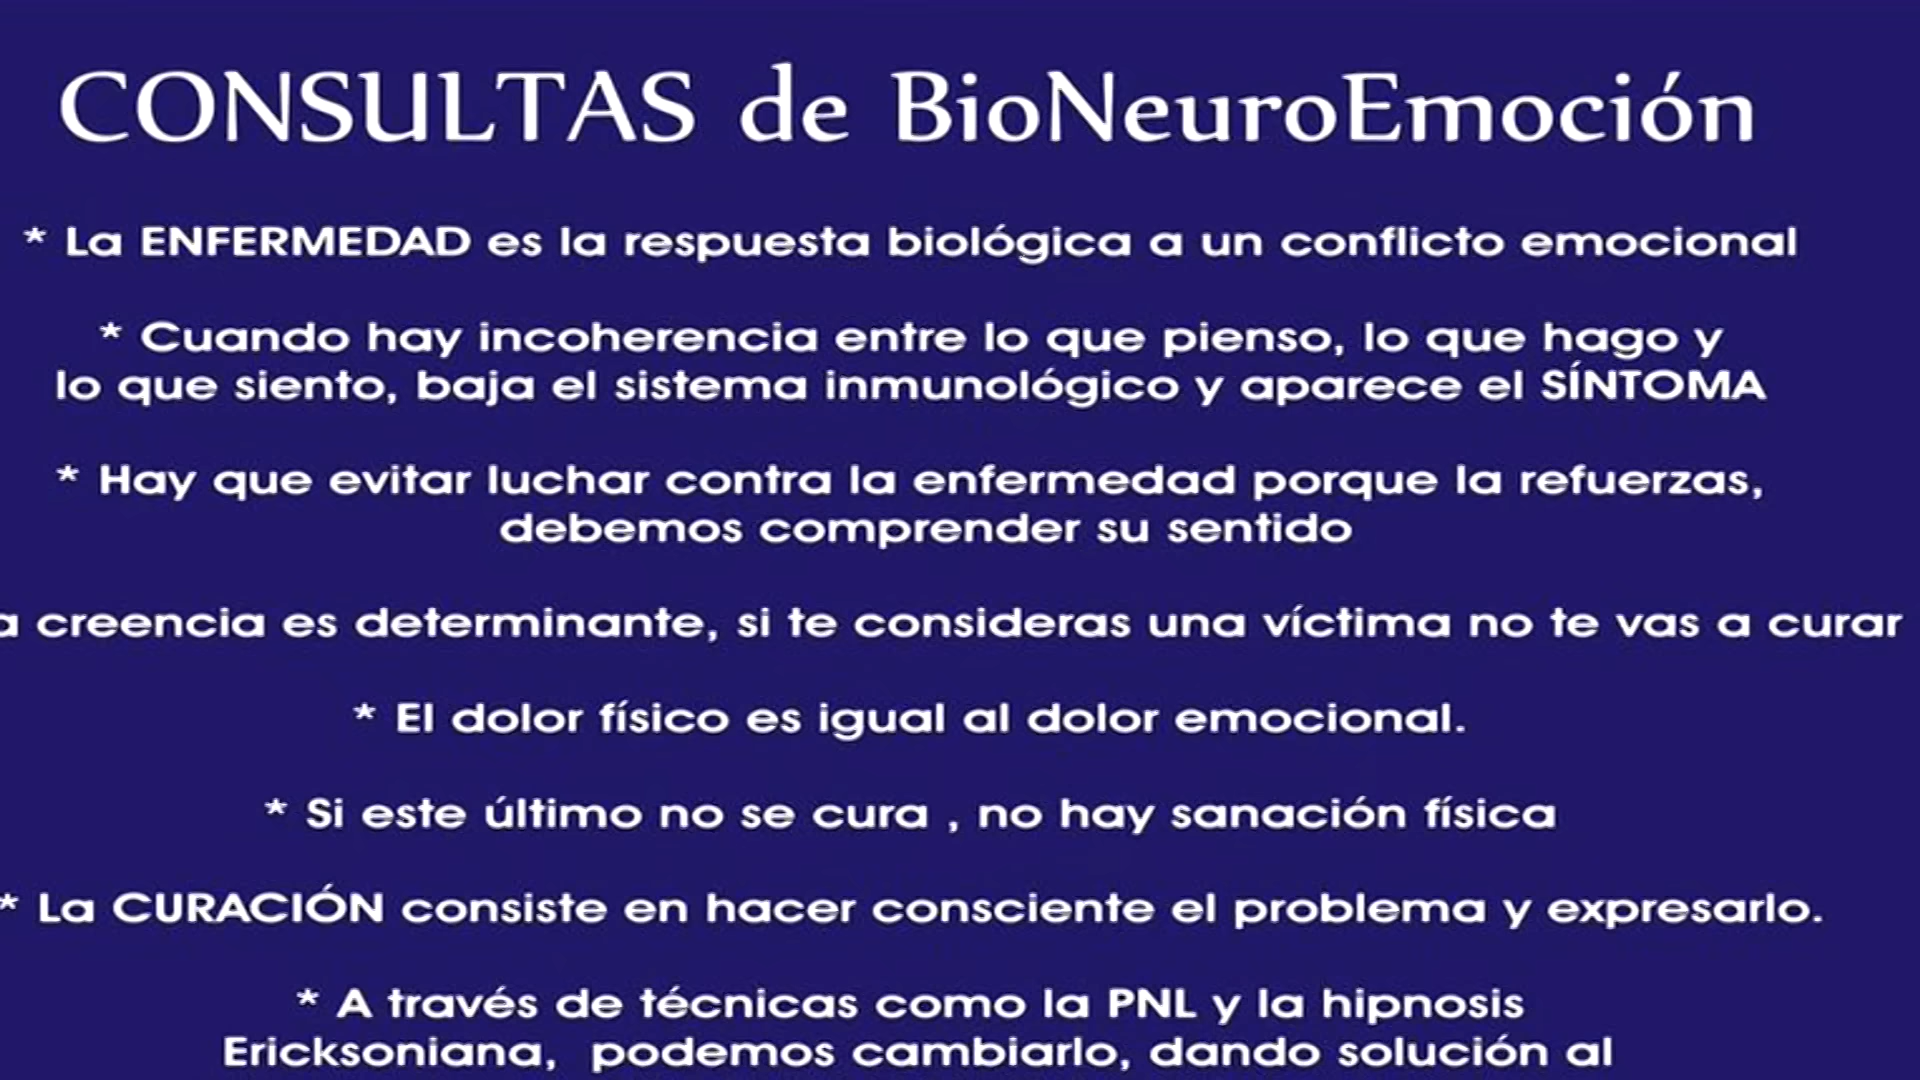 CONSULTAS de BioNeuroEmoción
* La ENFERMEDAD es la respuesta biológica a un conflicto emocional
* Cuando hay incoherencia entre lo que pienso, lo que hago y
lo que siento, baja el sistema inmunológico y aparece el SÍNTOMA
* Hay que evitar luchar contra la enfermedad porque la refuerzas,
debemos comprender su sentido
a creencia es determinante, si te consideras una víctima no te vas a curar
* El dolor físico es igual al dolor emocional.
* Si este último no se cura , no hay sanación física
* La CURACIÓN consiste en hacer consciente el problema y expresarlo.
* A través de técnicas como la PNL y la hipnosis
Ericksoniana, podemos cambiarlo, dando solución al